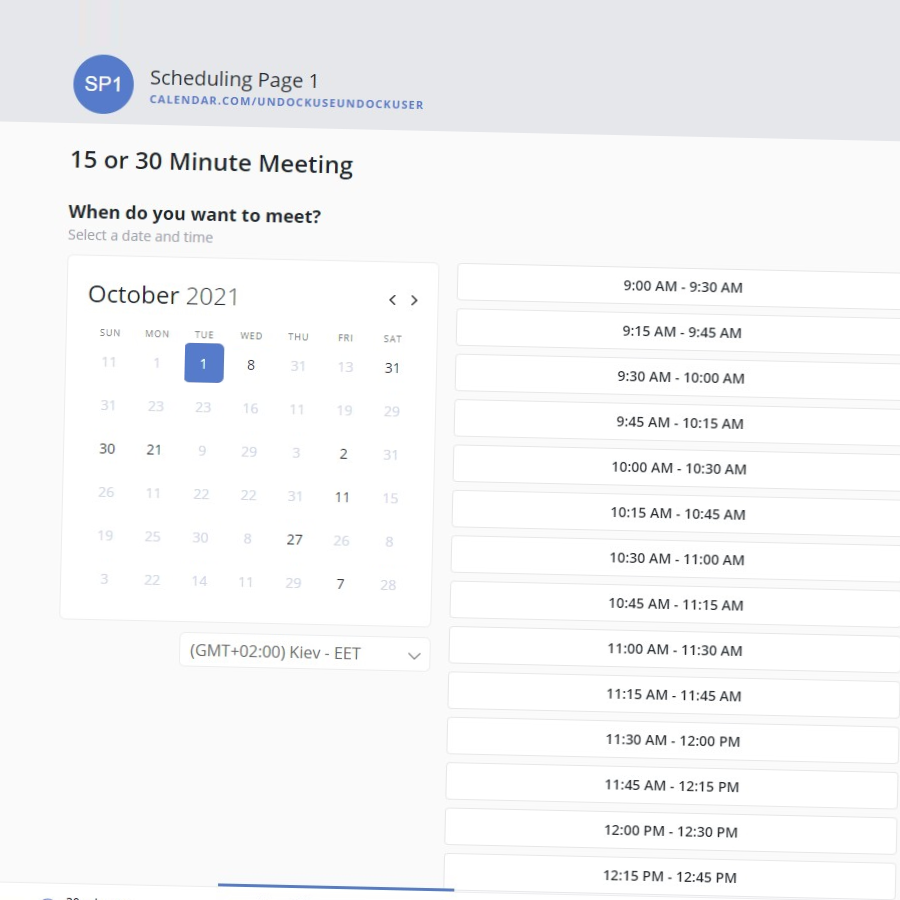 SP1
Scheduling Page 1
CALENDAR.COM/UNDOCKUSEUNDOCKUSER
15 or 30 Minute Meeting
When do you want to meet?
Select a date and time
October 2021
SUN MON TUE WED THU FRI SAT
11 1 1 8 31 13 31
31 23 23 16 11 19 29
30 21 9 29 3 2 31
26 11 22 22 31 11 15
19 25 30 8 27 26 8
3 22 14 11 29 7 28
(GMT+02:00) Kiev - EET
9:00 AM - 9:30 AM
9:15 AM - 9:45 AM
9:30 AM - 10:00 AM
9:45 AM - 10:15 AM
10:00 AM - 10:30 AM
10:15 AM - 10:45 AM
10:30 AM - 11:00 AM
10:45 AM - 11:15 AM
11:00 AM - 11:30 AM
11:15 AM - 11:45 AM
11:30 AM - 12:00 PM
11:45 AM - 12:15 PM
12:00 PM - 12:30 PM
12:15 PM - 12:45 PM